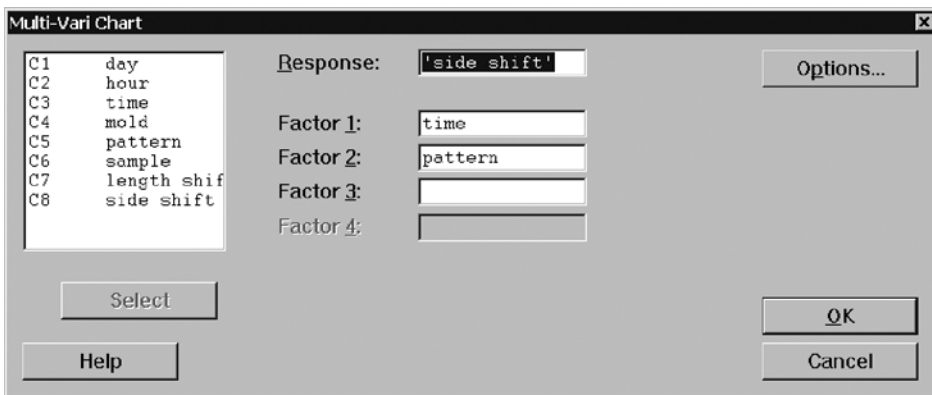 Multi-Vari Chart
C1 day
C2 hour
C3 time
C4 mold
C5 pattern
C6 sample
C7 length shif
C8 side shift
Select
Help
Response: 'side shift'
Factor 1: time
Factor 2: pattern
Factor 3:
Factor 4:
Options...
OK
Cancel